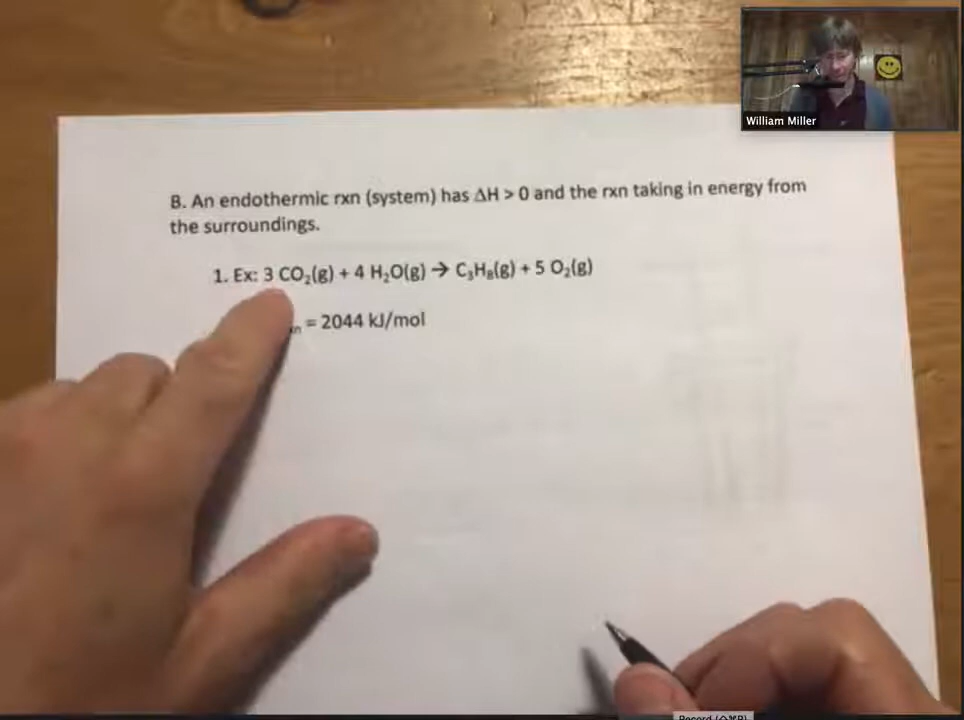 William Miller
B. An endothermic rxn (system) has ΔH > 0 and the rxn taking in energy from
the surroundings.
1. Ex: 3 CO₂(g) + 4 H₂O(g) → C₃H₈(g) + 5 O₂(g)
= 2044 kJ/mol